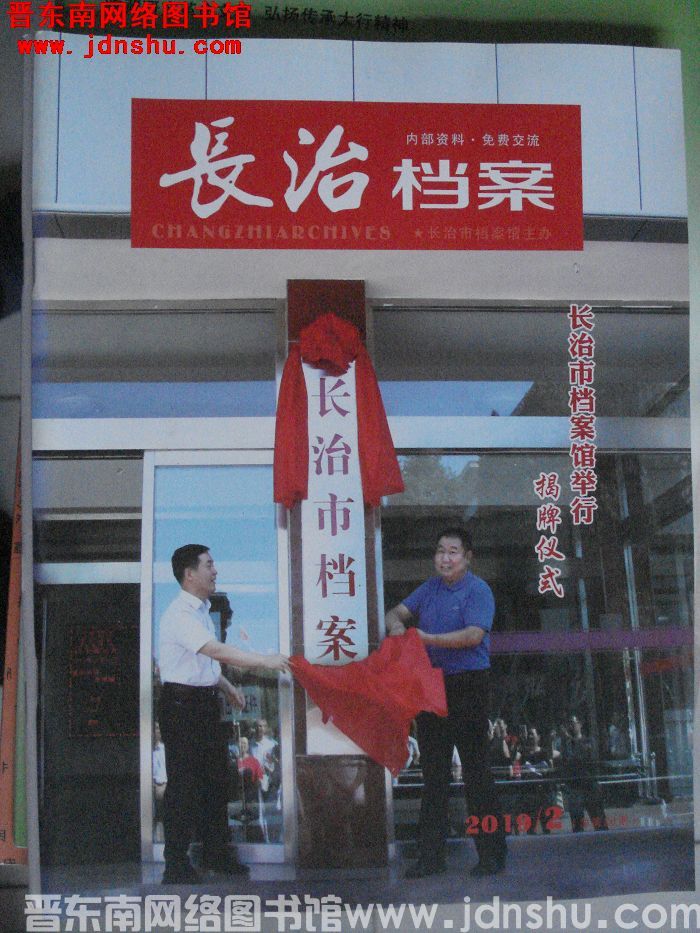 晋东南网络图书馆
www.jdnshu.com
弘扬传承太行精神
長治档案
内部资料·免费交流
CHANGZHIARCHIVES
★长治市档案馆主办
长治市档案馆举行
揭牌仪式
长治市档案
2019/2
晋东南网络图书馆www.jdnshu.com